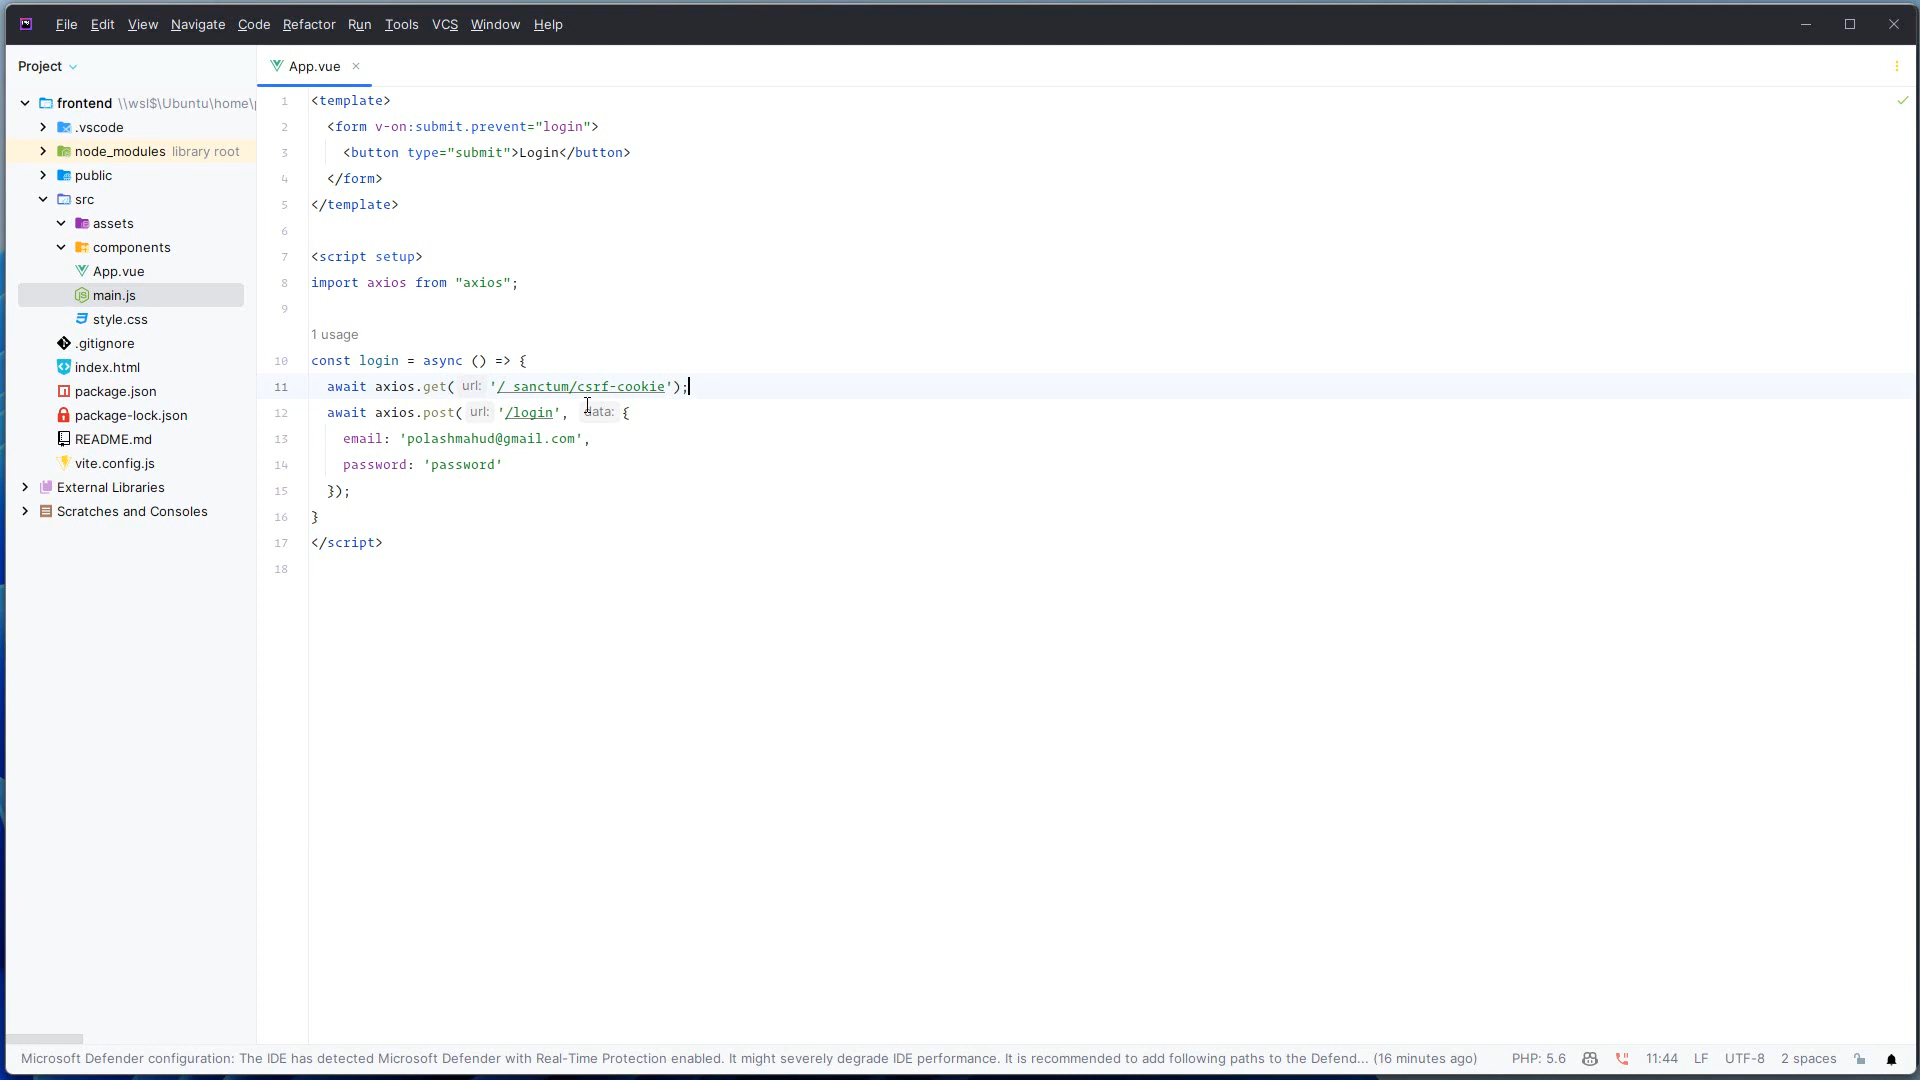 File Edit View Navigate Code Refactor Run Tools VCS Window Help
Project
App.vue
frontend \\wsl$\Ubuntu\home\
.vscode
node_modules library root
public
src
assets
components
App.vue
main.js
style.css
.gitignore
index.html
package.json
package-lock.json
README.md
vite.config.js
External Libraries
Scratches and Consoles
1 <template>
2 <form v-on:submit.prevent="login">
3 <button type="submit">Login</button>
4 </form>
5 </template>
6
7 <script setup>
8 import axios from "axios";
9
1 usage
10 const login = async () => {
11 await axios.get( url: '/ sanctum/csrf-cookie');
12 await axios.post( url: '/login', data: {
13 email: 'polashmahud@gmail.com',
14 password: 'password'
15 });
16 }
17 </script>
18
Microsoft Defender configuration: The IDE has detected Microsoft Defender with Real-Time Protection enabled. It might severely degrade IDE performance. It is recommended to add following paths to the Defend... (16 minutes ago) PHP: 5.6 11:44 LF UTF-8 2 spaces